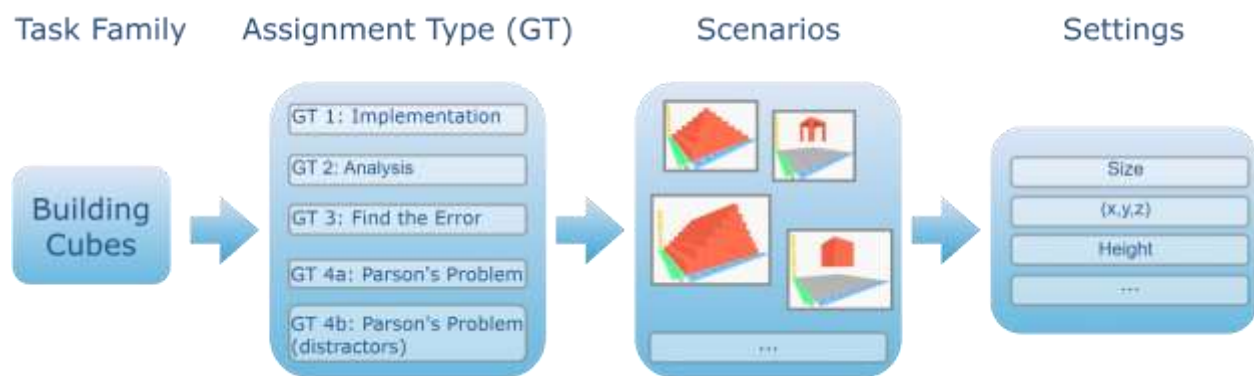 Task Family
Assignment Type (GT)
Scenarios
Settings
Building
Cubes
GT 1: Implementation
GT 2: Analysis
GT 3: Find the Error
GT 4a: Parson's Problem
GT 4b: Parson's Problem
(distractors)
...
Size
(x,y,z)
Height
...